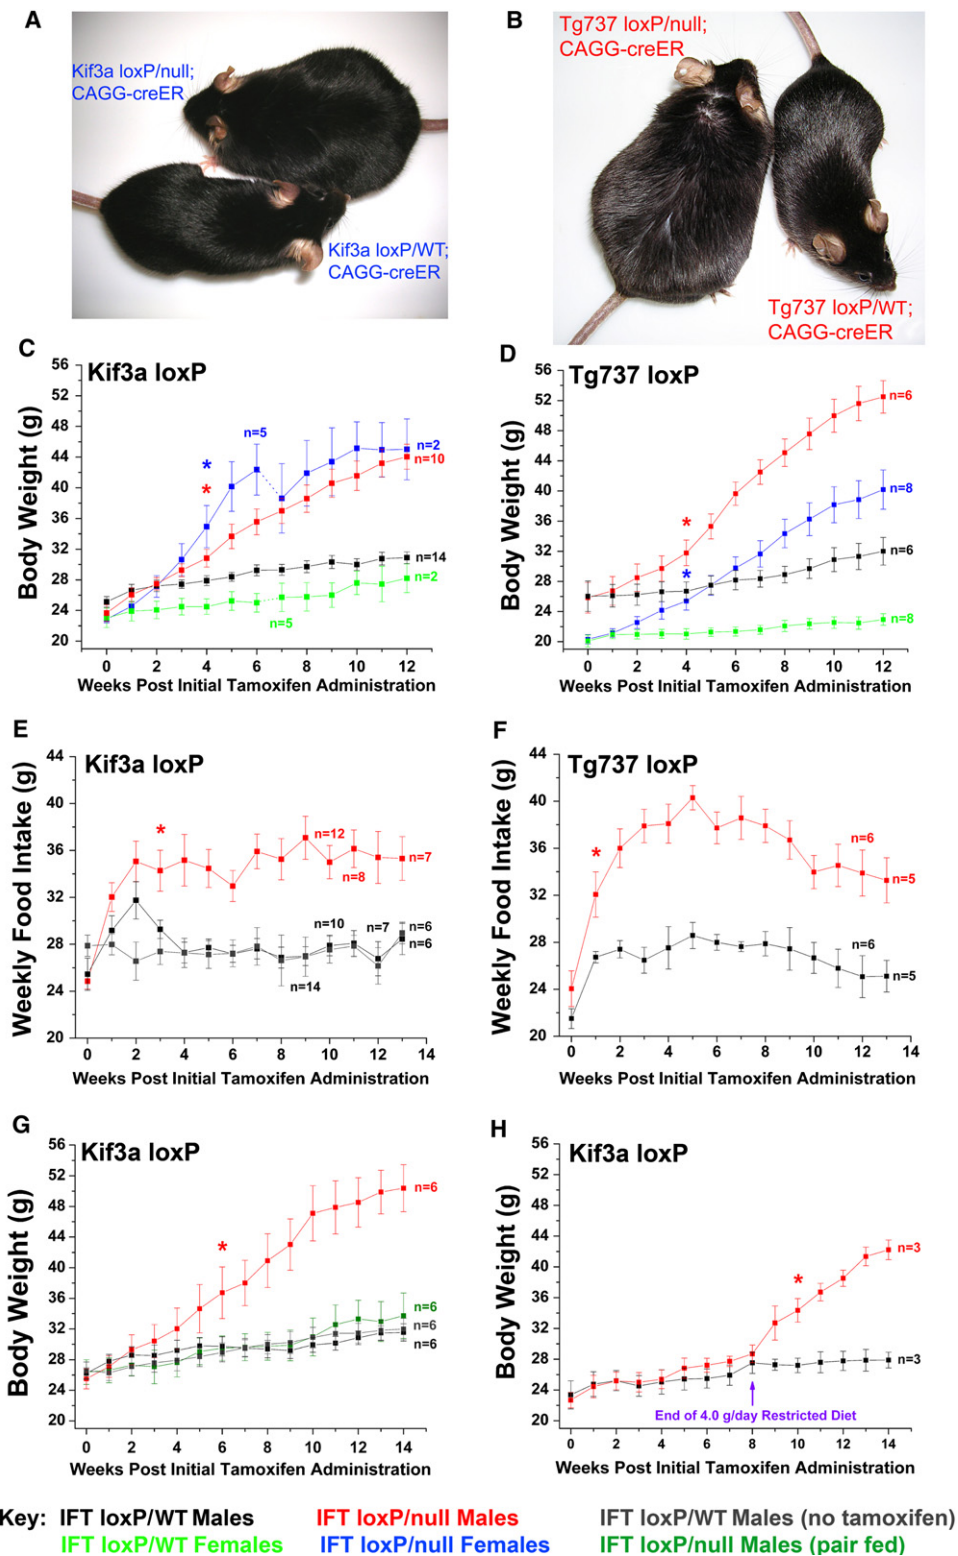 A
B
Kif3a loxP/null;
CAGG-creER
Kif3a loxP/WT;
CAGG-creER
Tg737 loxP/null;
CAGG-creER
Tg737 loxP/WT;
CAGG-creER
C
Kif3a loxP
Body Weight (g)
56
52
48
44
40
36
32
28
24
20
n=5
*
*
n=2
n=10
n=14
n=2
n=5
0 2 4 6 8 10 12
Weeks Post Initial Tamoxifen Administration
D
Tg737 loxP
Body Weight (g)
56
52
48
44
40
36
32
28
24
20
n=6
*
n=8
n=6
*
n=8
0 2 4 6 8 10 12
Weeks Post Initial Tamoxifen Administration
E
Kif3a loxP
Weekly Food Intake (g)
44
40
36
32
28
24
20
*
n=12
n=7
n=8
n=10
n=7
n=6
n=6
n=14
0 2 4 6 8 10 12 14
Weeks Post Initial Tamoxifen Administration
F
Tg737 loxP
Weekly Food Intake (g)
44
40
36
32
28
24
20
*
n=6
n=5
n=6
n=5
0 2 4 6 8 10 12 14
Weeks Post Initial Tamoxifen Administration
G
Kif3a loxP
Body Weight (g)
56
52
48
44
40
36
32
28
24
20
n=6
*
n=6
n=6
n=6
0 2 4 6 8 10 12 14
Weeks Post Initial Tamoxifen Administration
H
Kif3a loxP
Body Weight (g)
56
52
48
44
40
36
32
28
24
20
*
n=3
n=3
End of 4.0 g/day Restricted Diet
0 2 4 6 8 10 12 14
Weeks Post Initial Tamoxifen Administration
Key: IFT loxP/WT Males IFT loxP/null Males IFT loxP/WT Males (no tamoxifen)
IFT loxP/WT Females IFT loxP/null Females IFT loxP/null Males (pair fed)